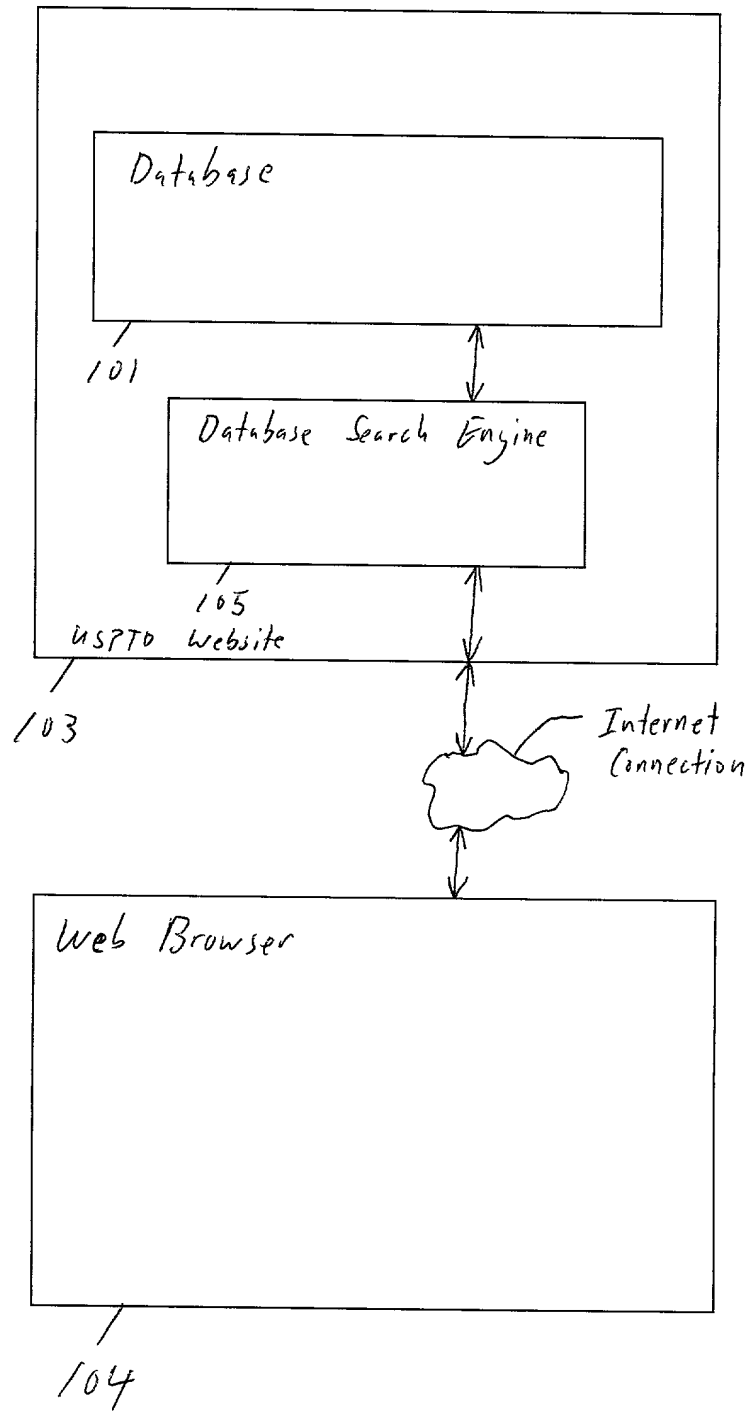 Database
101
Database Search Engine
105
USPTO Website
103
Internet
Connection
Web Browser
104